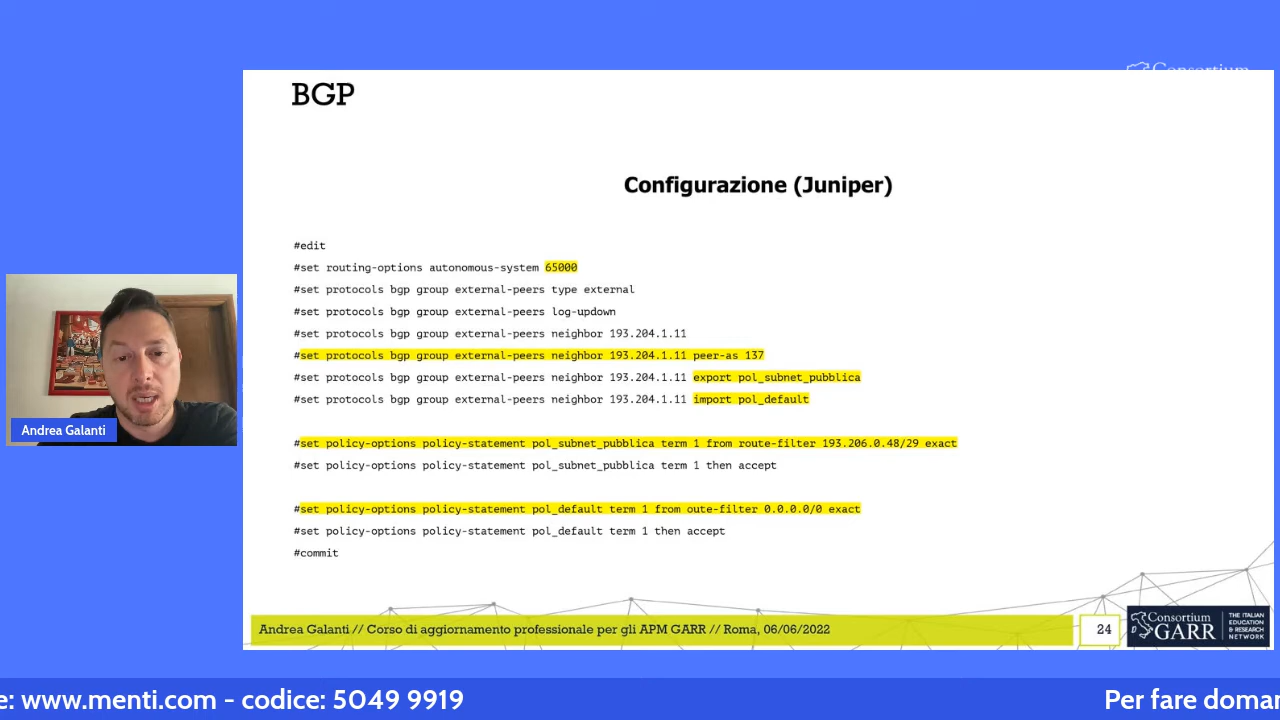 Consortium
BGP
Configurazione (Juniper)
#edit
#set routing-options autonomous-system 65000
#set protocols bgp group external-peers type external
#set protocols bgp group external-peers log-updown
#set protocols bgp group external-peers neighbor 193.204.1.11
#set protocols bgp group external-peers neighbor 193.204.1.11 peer-as 137
#set protocols bgp group external-peers neighbor 193.204.1.11 export pol_subnet_pubblica
#set protocols bgp group external-peers neighbor 193.204.1.11 import pol_default
#set policy-options policy-statement pol_subnet_pubblica term 1 from route-filter 193.206.0.48/29 exact
#set policy-options policy-statement pol_subnet_pubblica term 1 then accept
#set policy-options policy-statement pol_default term 1 from oute-filter 0.0.0.0/0 exact
#set policy-options policy-statement pol_default term 1 then accept
#commit
Andrea Galanti
Andrea Galanti // Corso di aggiornamento professionale per gli APM GARR // Roma, 06/06/2022
24
Consortium
GARR
THE ITALIAN
EDUCATION
& RESEARCH
NETWORK
e: www.menti.com - codice: 5049 9919
Per fare domar